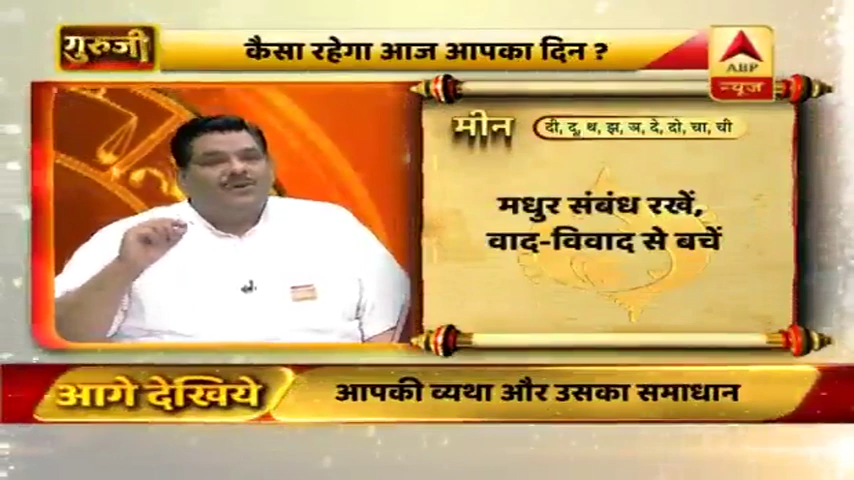 गुरुजी
कैसा रहेगा आज आपका दिन ?
ABP
न्यूज़
मीन
दी, दू, थ, झ, ञ, दे, दो, चा, ची
मधुर संबंध रखें,
वाद-विवाद से बचें
आगे देखिये
आपकी व्यथा और उसका समाधान